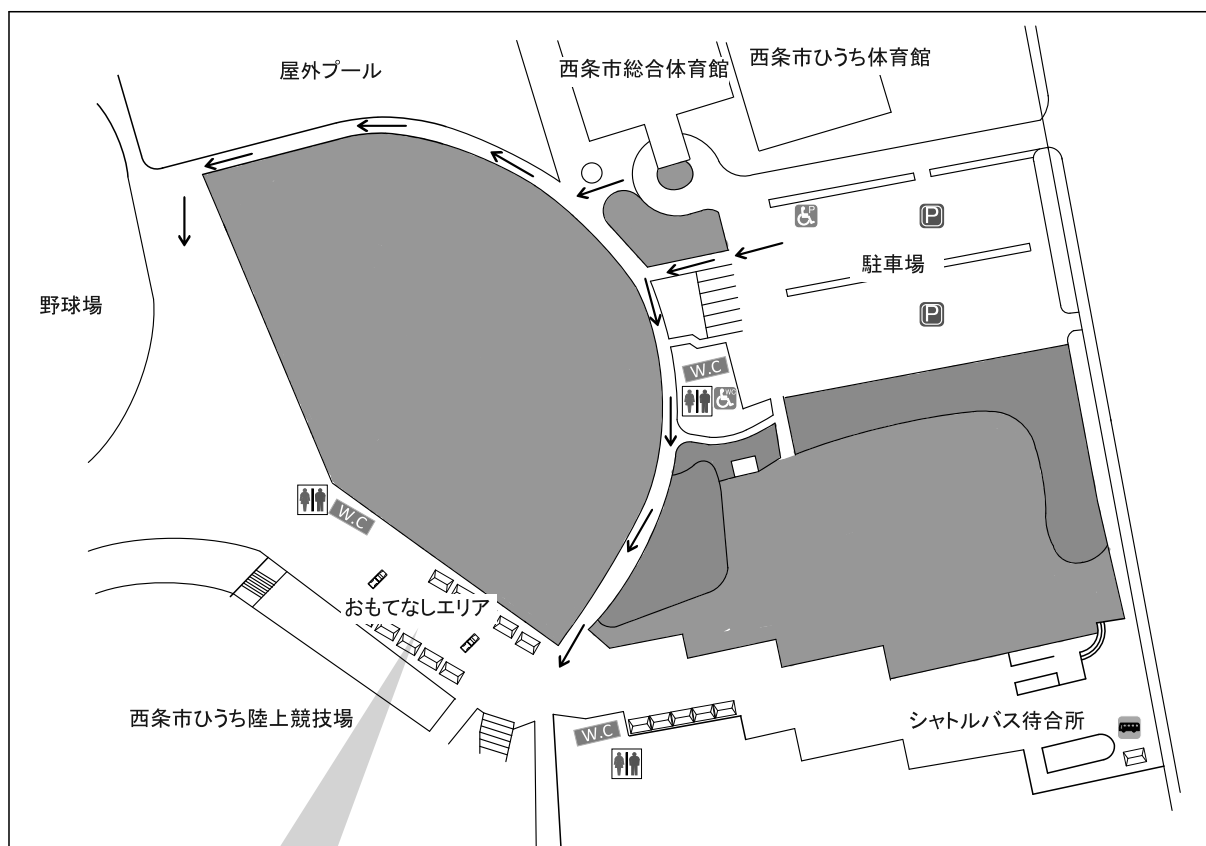 屋外プール
西条市総合体育館
西条市ひうち体育館
P
P
駐車場
野球場
P
W.C
WC
W.C
おもてなしエリア
西条市ひうち陸上競技場
W.C
シャトルバス待合所